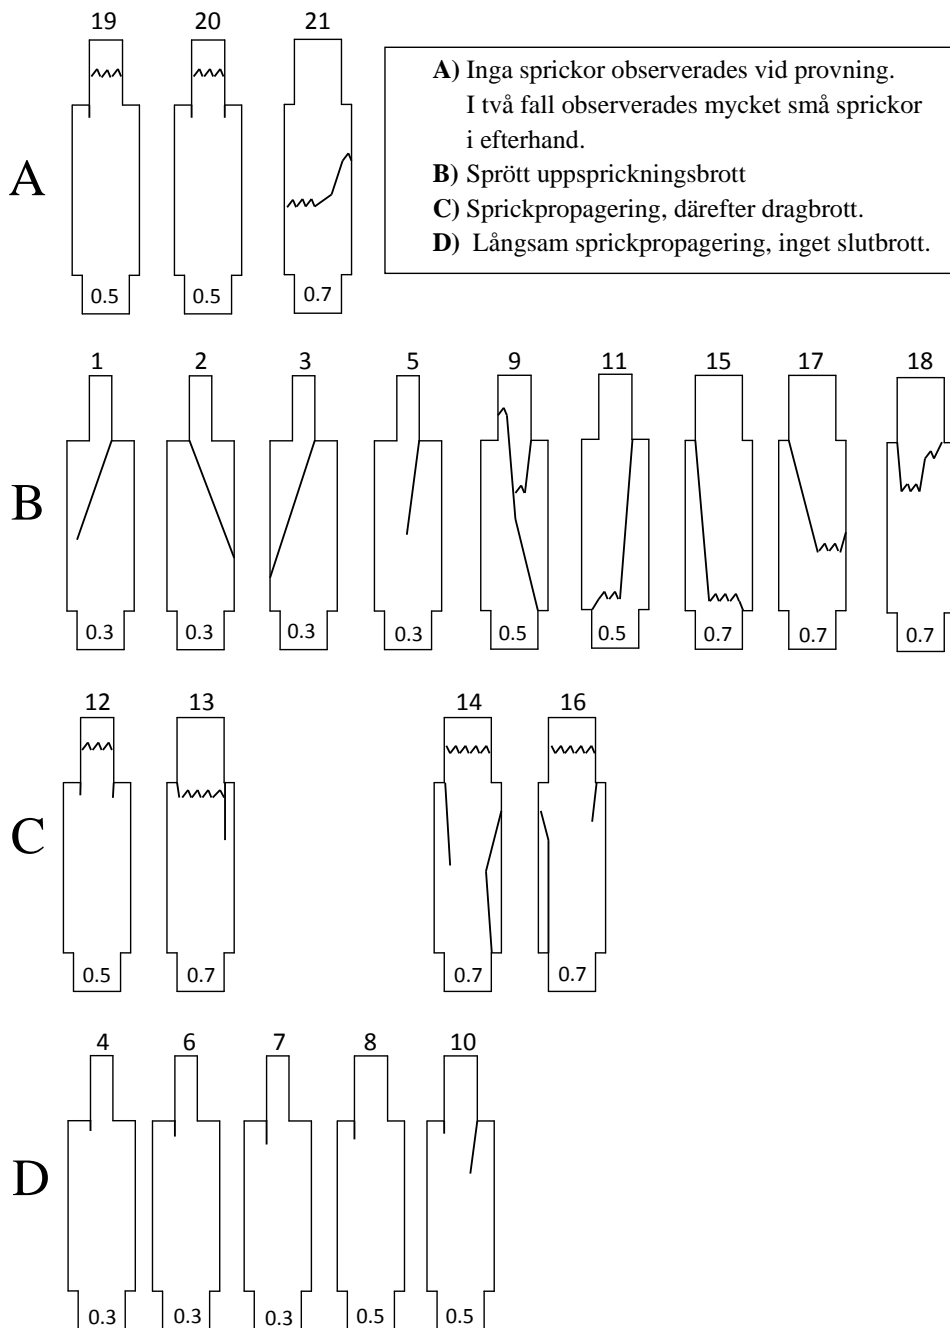 19 20 21
A) Inga sprickor observerades vid provning.
I två fall observerades mycket små sprickor
i efterhand.
B) Sprött uppsprickningsbrott
C) Sprickpropagering, därefter dragbrott.
D) Långsam sprickpropagering, inget slutbrott.
A
0.5 0.5 0.7
1 2 3 5 9 11 15 17 18
B
0.3 0.3 0.3 0.3 0.5 0.5 0.7 0.7 0.7
12 13 14 16
C
0.5 0.7 0.7 0.7
4 6 7 8 10
D
0.3 0.3 0.3 0.5 0.5